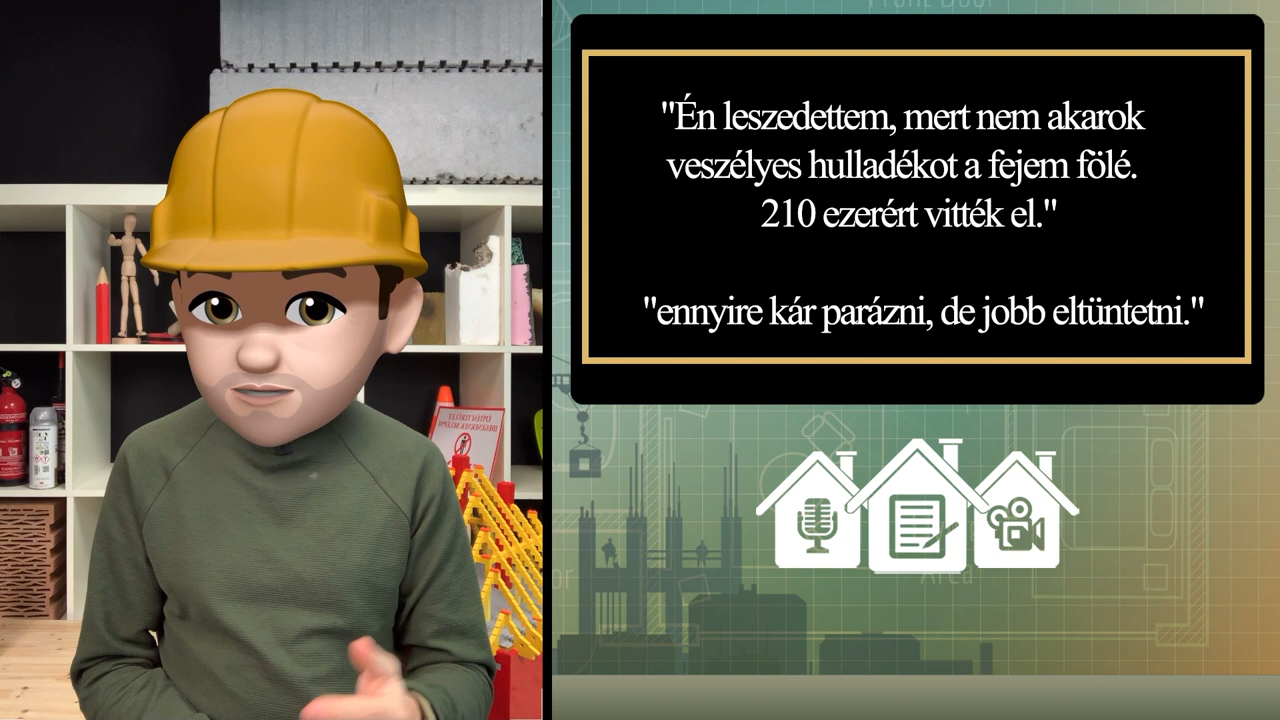 "Én leszedettem, mert nem akarok
veszélyes hulladékot a fejem fölé.
210 ezerért vitték el."
"ennyire kár parázni, de jobb eltüntetni."
Area